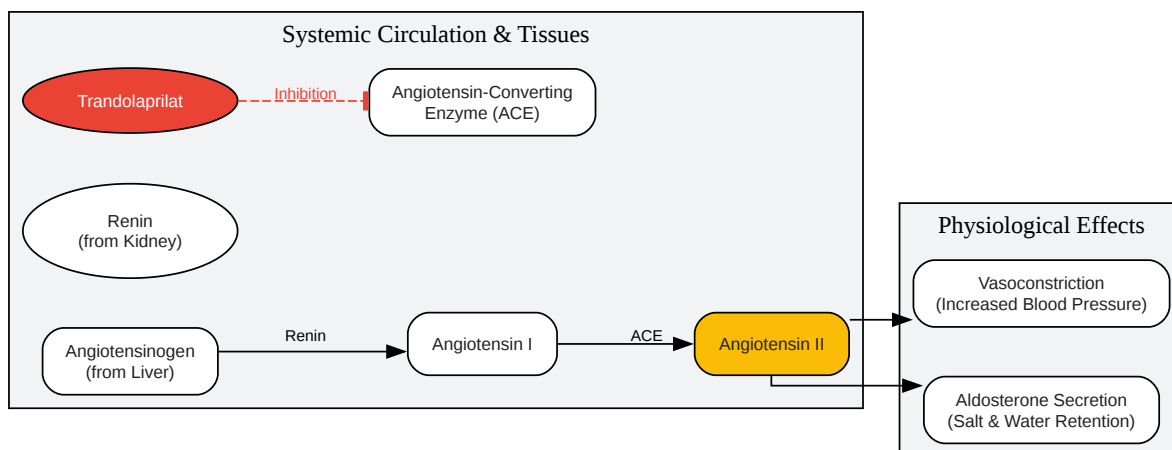 Systemic Circulation & Tissues
Trandolaprilat
Inhibition
Angiotensin-Converting
Enzyme (ACE)
Renin
(from Kidney)
Angiotensinogen
(from Liver)
Renin
Angiotensin I
ACE
Angiotensin II
Physiological Effects
Vasoconstriction
(Increased Blood Pressure)
Aldosterone Secretion
(Salt & Water Retention)